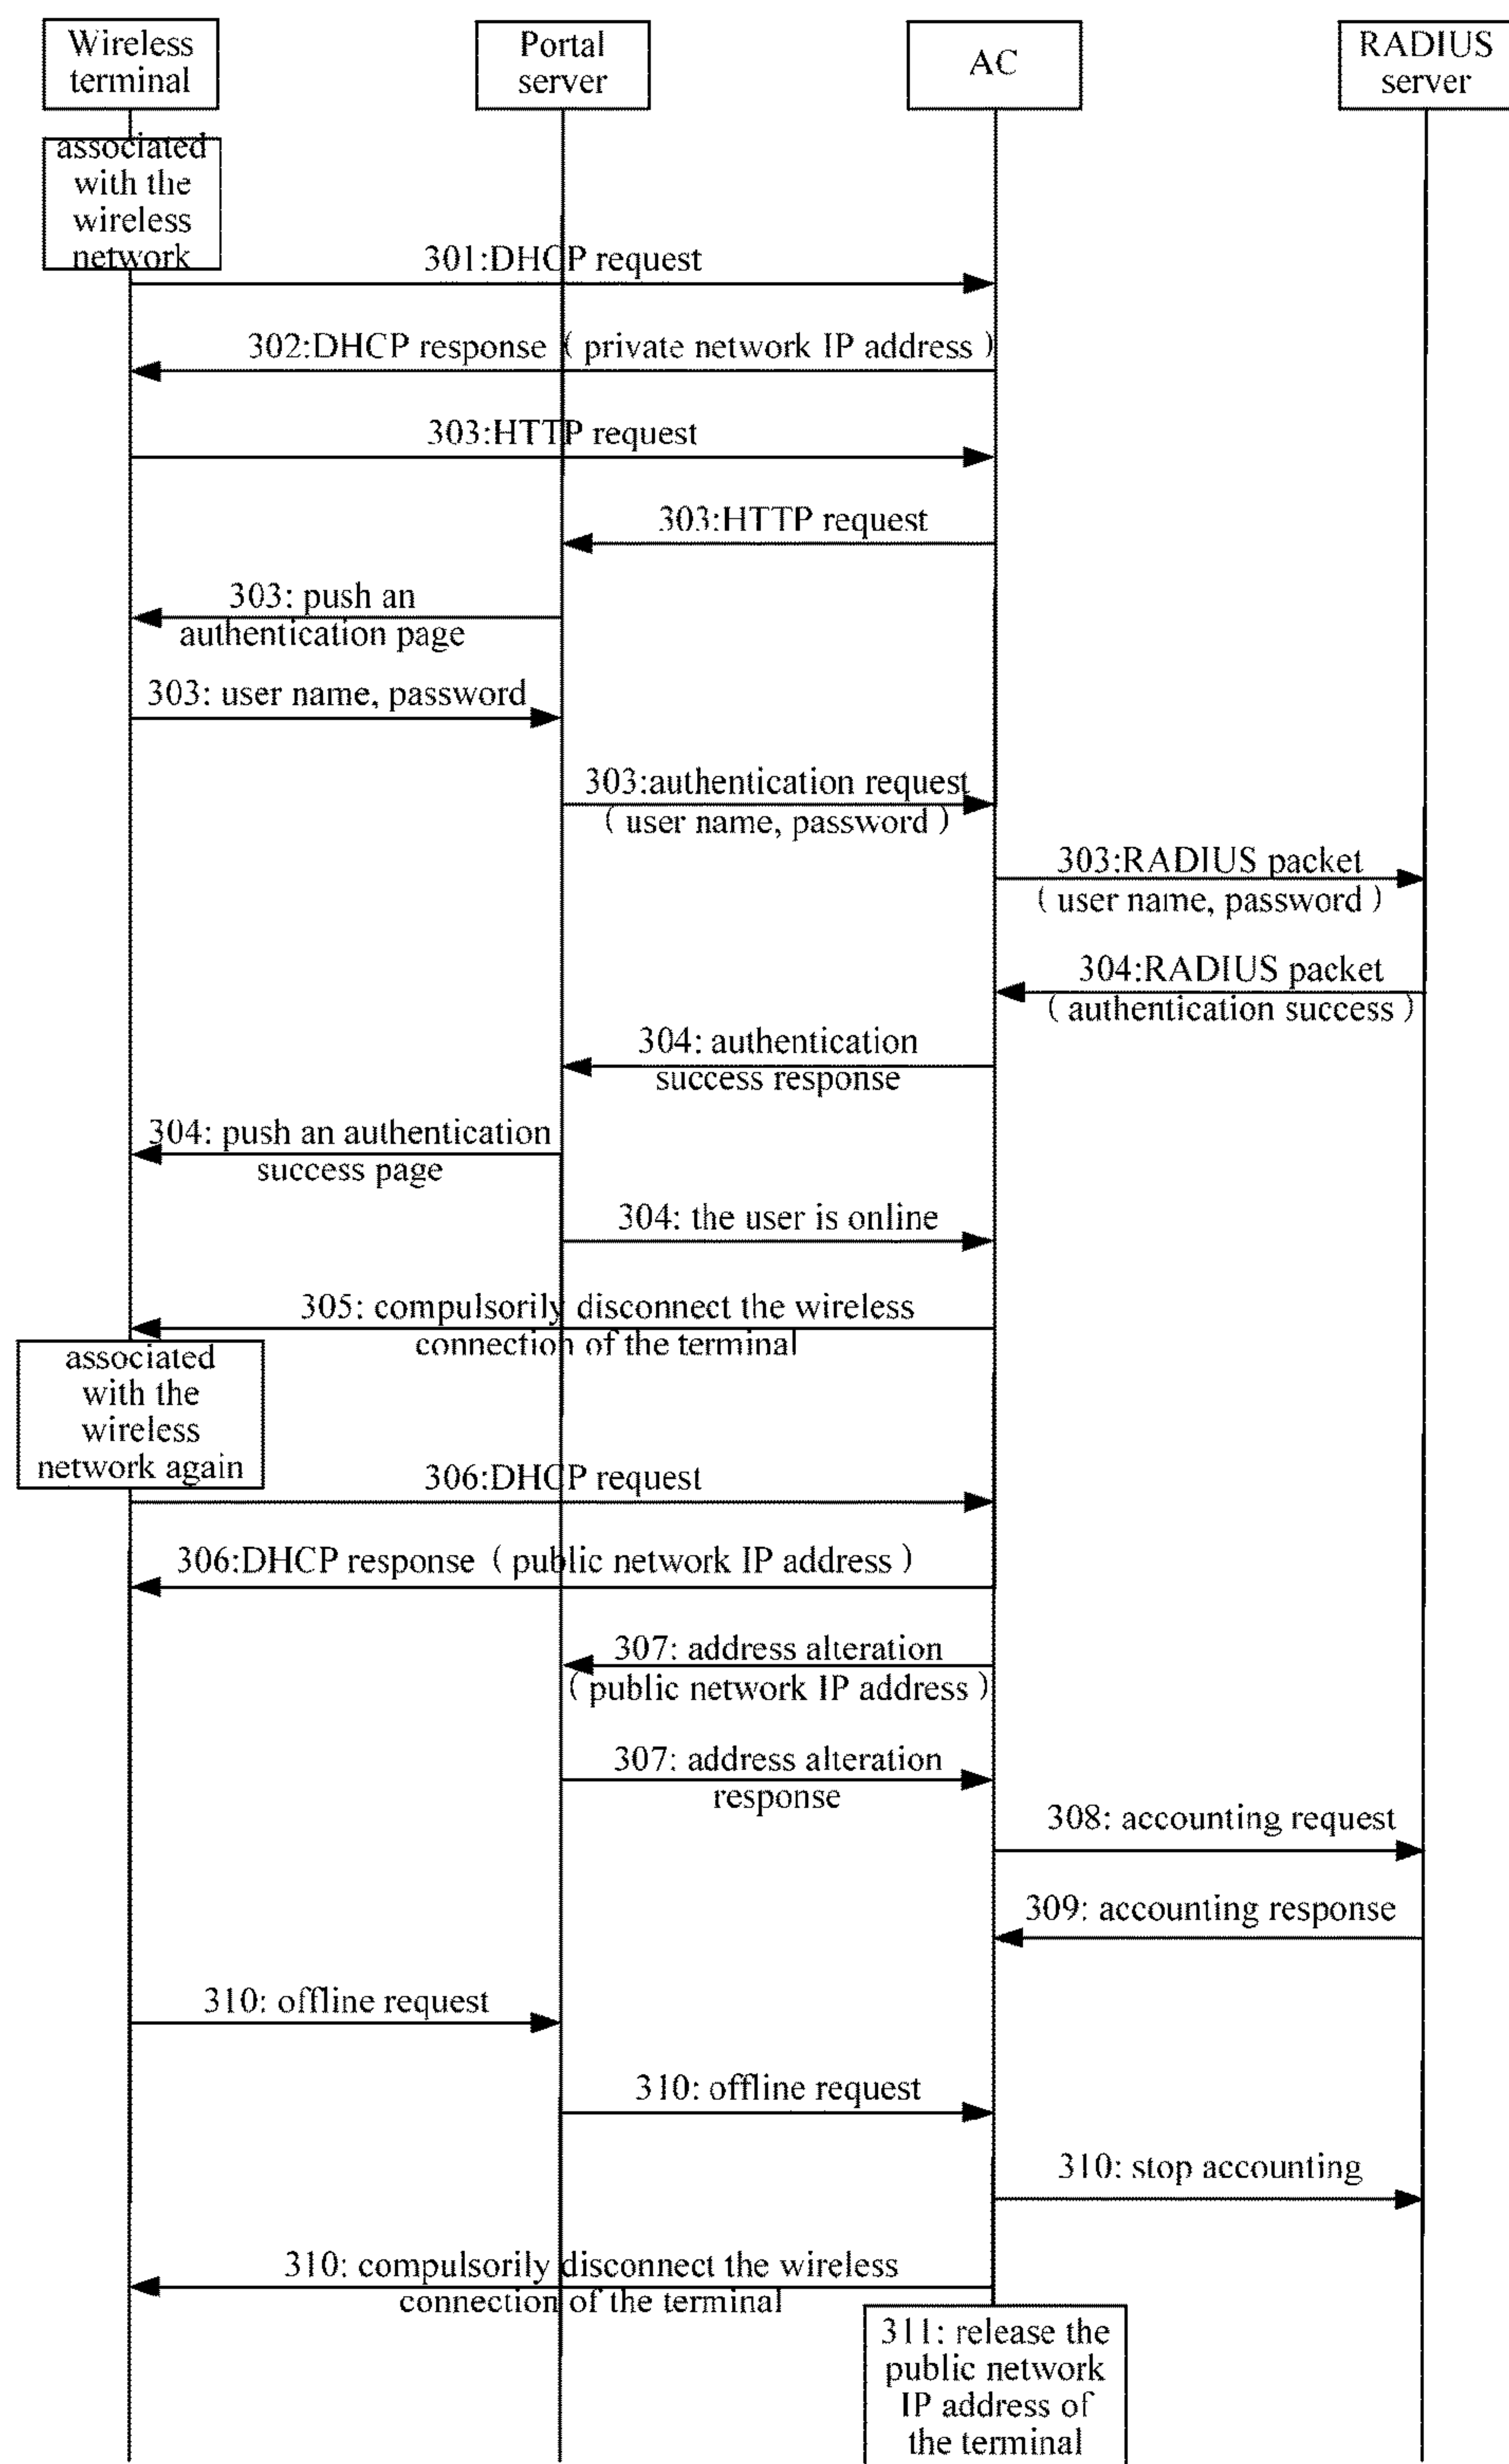 Wireless
terminal
Portal
server
AC
RADIUS
server
associated
with the
wireless
network
301:DHCP request
302:DHCP response ( private network IP address )
303:HTTP request
303:HTTP request
303: push an
authentication page
303: user name, password
303:authentication request
( user name, password )
303:RADIUS packet
( user name, password )
304:RADIUS packet
( authentication success )
304: authentication
success response
304: push an authentication
success page
304: the user is online
305: compulsorily disconnect the wireless
connection of the terminal
associated
with the
wireless
network again
306:DHCP request
306:DHCP response ( public network IP address )
307: address alteration
( public network IP address )
307: address alteration
response
308: accounting request
309: accounting response
310: offline request
310: offline request
310: stop accounting
310: compulsorily disconnect the wireless
connection of the terminal
311: release the
public network
IP address of
the terminal